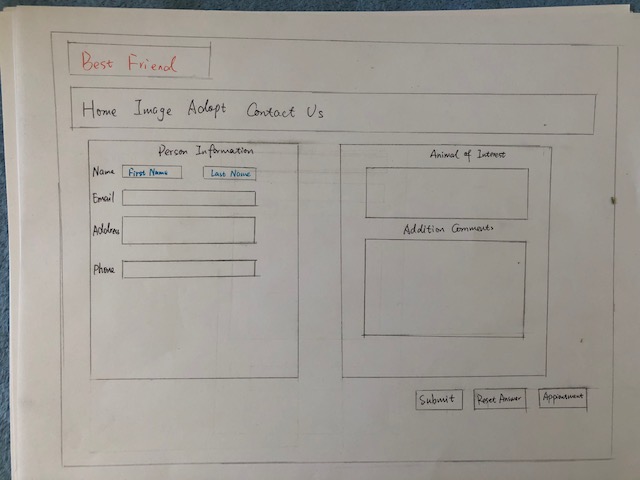 Best Friend
Home Image Adopt Contact Us
Person Information
Name First Name Last Name
Email
Address
Phone
Animal of Interest
Addition Comments
Submit Reset Answer